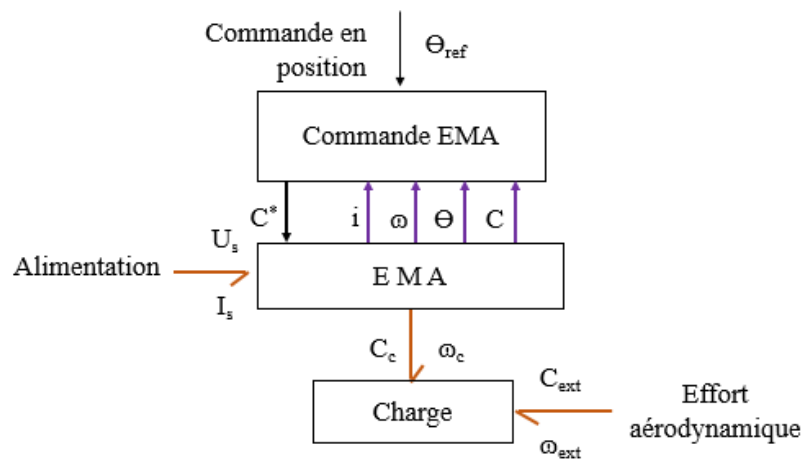 Commande en
position
ϴref
Commande EMA
C*
i
ω
ϴ
C
Us
Alimentation
Is
E M A
Cc
ωc
Cext
Charge
Effort
aérodynamique
ωext